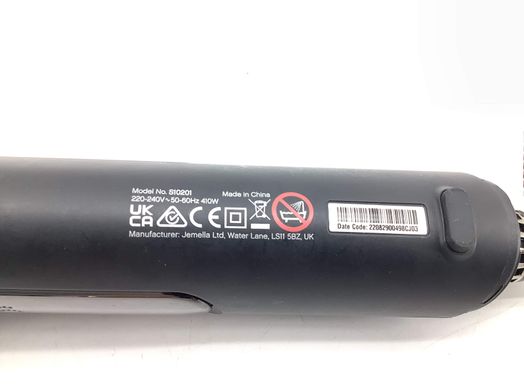 Model No. S10201
Made in China
220-240V~50-60Hz 410W
UK
CA
CE
Manufacturer: Jemella Ltd, Water Lane, LS11 5BZ, UK
Date Code: 22082900498CJ03